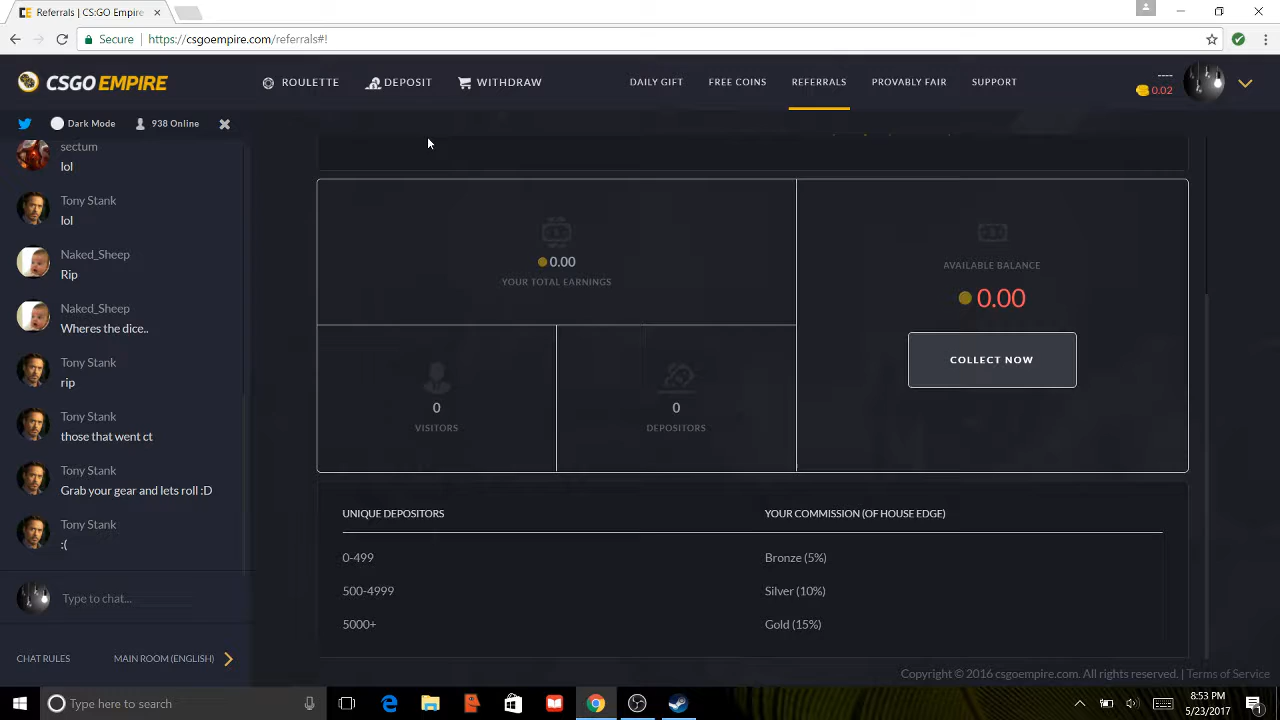 Referrals | CS:GO Empire
Secure https://csgoempire.com/referrals#!
CSGOEMPIRE
ROULETTE DEPOSIT WITHDRAW DAILY GIFT FREE COINS REFERRALS PROVABLY FAIR SUPPORT
----
0.02
Dark Mode 938 Online
sectum
lol
Tony Stank
lol
Naked_Sheep
Rip
Naked_Sheep
Wheres the dice..
Tony Stank
rip
Tony Stank
those that went ct
Tony Stank
Grab your gear and lets roll :D
Tony Stank
:(
Type to chat...
CHAT RULES MAIN ROOM (ENGLISH)
0.00
YOUR TOTAL EARNINGS
0
VISITORS
0
DEPOSITORS
AVAILABLE BALANCE
0.00
COLLECT NOW
UNIQUE DEPOSITORS YOUR COMMISSION (OF HOUSE EDGE)
0-499 Bronze (5%)
500-4999 Silver (10%)
5000+ Gold (15%)
Copyright © 2016 csgoempire.com. All rights reserved. | Terms of Service
Type here to search
8:53 PM
5/23/2017